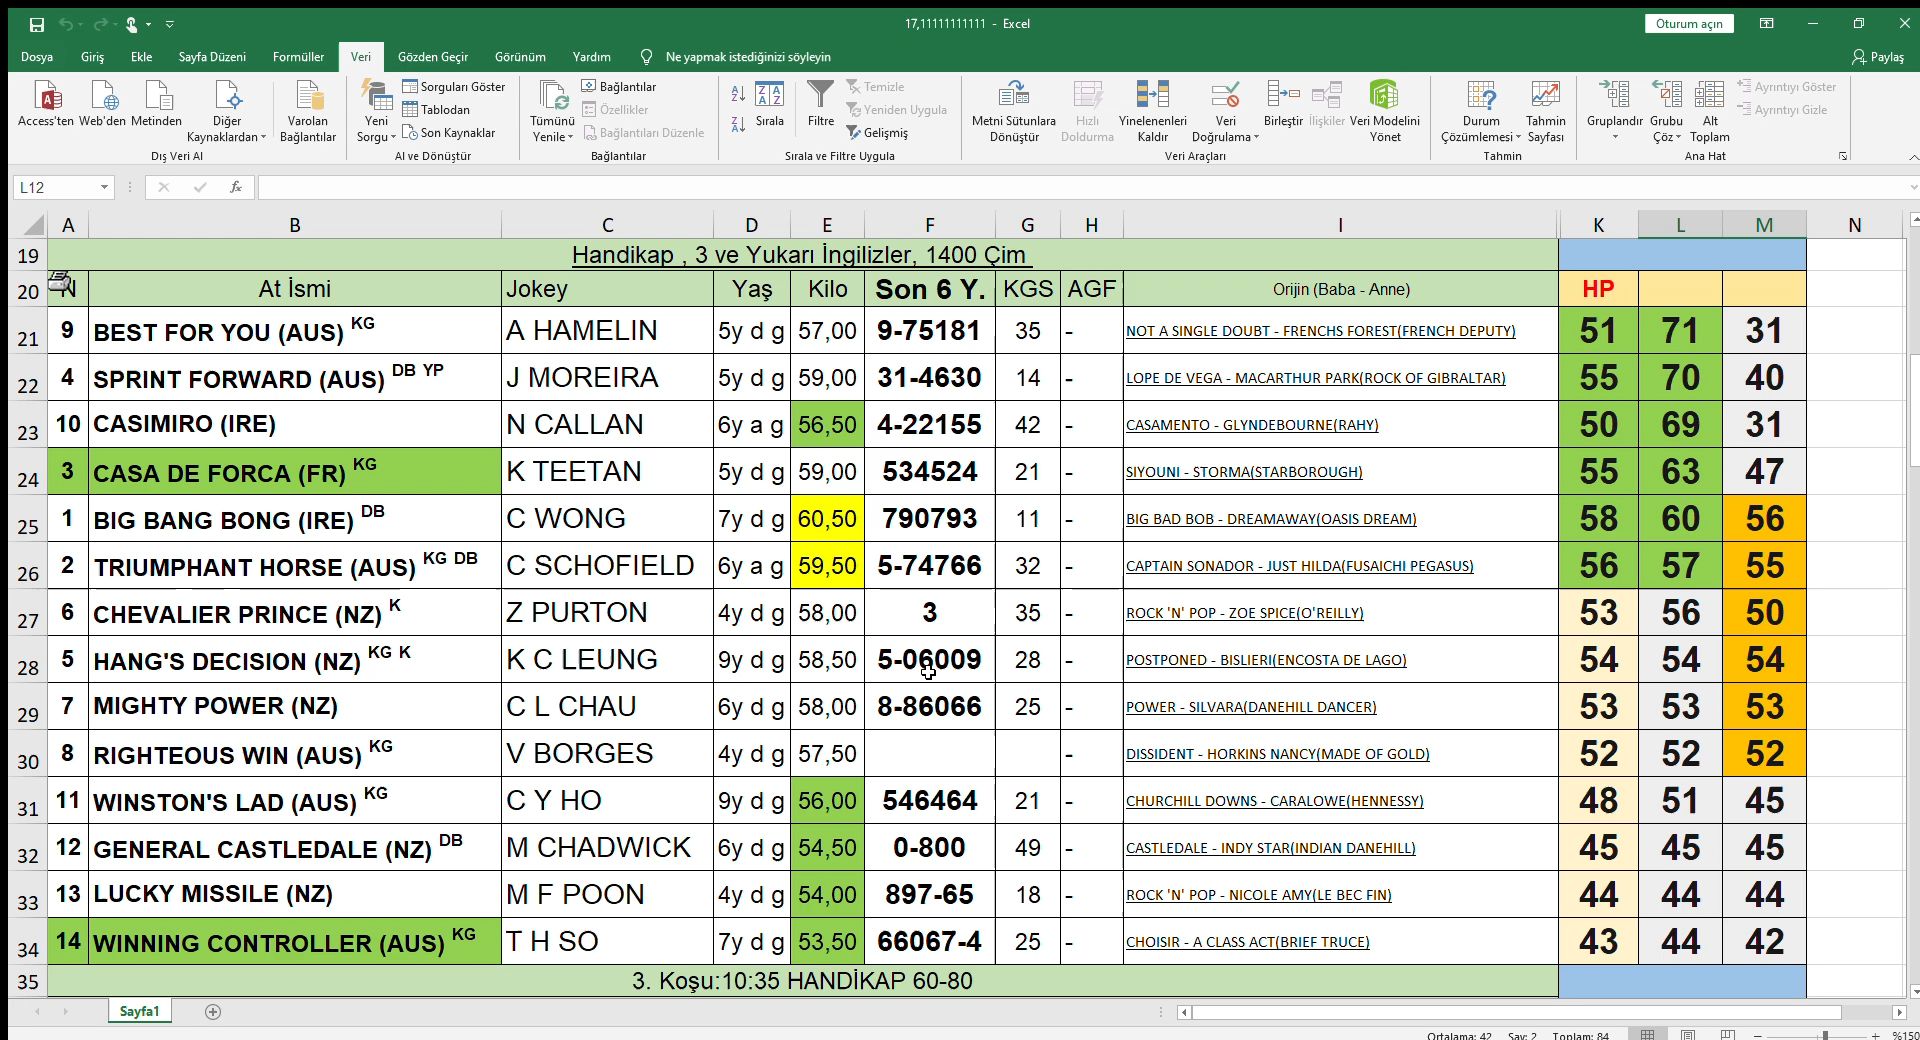 17,11111111111 - Excel
Oturum açın
Dosya Giriş Ekle Sayfa Düzeni Formüller Veri Gözden Geçir Görünüm Yardım Ne yapmak istediğinizi söyleyin Paylaş
Access'ten Web'den Metinden Diğer Kaynaklardan Varolan Bağlantılar
Dış Veri Al
Yeni Sorgu Sorguları Göster Tablodan Son Kaynaklar
Al ve Dönüştür
Tümünü Yenile Bağlantılar Özellikler Bağlantıları Düzenle
Bağlantılar
Sırala Filtre Temizle Yeniden Uygula Gelişmiş
Sırala ve Filtre Uygula
Metni Sütunlara Dönüştür Hızlı Doldurma Yinelenenleri Kaldır Veri Doğrulama Birleştir İlişkiler Veri Modelini Yönet
Veri Araçları
Durum Çözümlemesi Tahmin Sayfası
Tahmin
Gruplandır Grubu Çöz Alt Toplam Ayrıntıyı Göster Ayrıntıyı Gizle
Ana Hat
L12 fx
A B C D E F G H I K L M N
19 Handikap , 3 ve Yukarı İngilizler, 1400 Çim
20 N At İsmi Jokey Yaş Kilo Son 6 Y. KGS AGF Orijin (Baba - Anne) HP
21 9 BEST FOR YOU (AUS) KG A HAMELIN 5y d g 57,00 9-75181 35 - NOT A SINGLE DOUBT - FRENCHS FOREST(FRENCH DEPUTY) 51 71 31
22 4 SPRINT FORWARD (AUS) DB YP J MOREIRA 5y d g 59,00 31-4630 14 - LOPE DE VEGA - MACARTHUR PARK(ROCK OF GIBRALTAR) 55 70 40
23 10 CASIMIRO (IRE) N CALLAN 6y a g 56,50 4-22155 42 - CASAMENTO - GLYNDEBOURNE(RAHY) 50 69 31
24 3 CASA DE FORCA (FR) KG K TEETAN 5y d g 59,00 534524 21 - SIYOUNI - STORMA(STARBOROUGH) 55 63 47
25 1 BIG BANG BONG (IRE) DB C WONG 7y d g 60,50 790793 11 - BIG BAD BOB - DREAMAWAY(OASIS DREAM) 58 60 56
26 2 TRIUMPHANT HORSE (AUS) KG DB C SCHOFIELD 6y a g 59,50 5-74766 32 - CAPTAIN SONADOR - JUST HILDA(FUSAICHI PEGASUS) 56 57 55
27 6 CHEVALIER PRINCE (NZ) K Z PURTON 4y d g 58,00 3 35 - ROCK 'N' POP - ZOE SPICE(O'REILLY) 53 56 50
28 5 HANG'S DECISION (NZ) KG K K C LEUNG 9y d g 58,50 5-06009 28 - POSTPONED - BISLIERI(ENCOSTA DE LAGO) 54 54 54
29 7 MIGHTY POWER (NZ) C L CHAU 6y d g 58,00 8-86066 25 - POWER - SILVARA(DANEHILL DANCER) 53 53 53
30 8 RIGHTEOUS WIN (AUS) KG V BORGES 4y d g 57,50 - DISSIDENT - HORKINS NANCY(MADE OF GOLD) 52 52 52
31 11 WINSTON'S LAD (AUS) KG C Y HO 9y d g 56,00 546464 21 - CHURCHILL DOWNS - CARALOWE(HENNESSY) 48 51 45
32 12 GENERAL CASTLEDALE (NZ) DB M CHADWICK 6y d g 54,50 0-800 49 - CASTLEDALE - INDY STAR(INDIAN DANEHILL) 45 45 45
33 13 LUCKY MISSILE (NZ) M F POON 4y d g 54,00 897-65 18 - ROCK 'N' POP - NICOLE AMY(LE BEC FIN) 44 44 44
34 14 WINNING CONTROLLER (AUS) KG T H SO 7y d g 53,50 66067-4 25 - CHOISIR - A CLASS ACT(BRIEF TRUCE) 43 44 42
35 3. Koşu:10:35 HANDİKAP 60-80
Sayfa1
Ortalama: 42 Say: 2 Toplam: 84 %150